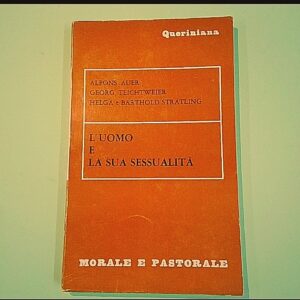 Queriniana
ALFONS AUER
GEORG TEICHTWEIER
HELGA e BARTHOLD STRÄTLING
L'UOMO
E
LA SUA SESSUALITÀ
MORALE E PASTORALE